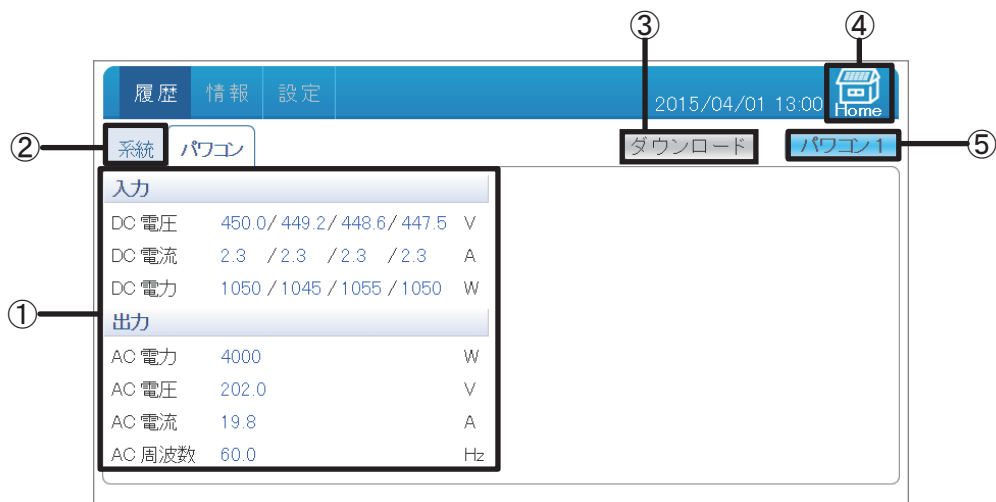 ③ ④
履歴 情報 設定 2015/04/01 13:00 Home
② 系統 パワコン ダウンロード パワコン1 ⑤
入力
DC 電圧 450.0/ 449.2/ 448.6/ 447.5 V
DC 電流 2.3 /2.3 /2.3 /2.3 A
DC 電力 1050 /1045 /1055 /1050 W
①
出力
AC 電力 4000 W
AC 電圧 202.0 V
AC 電流 19.8 A
AC 周波数 60.0 Hz